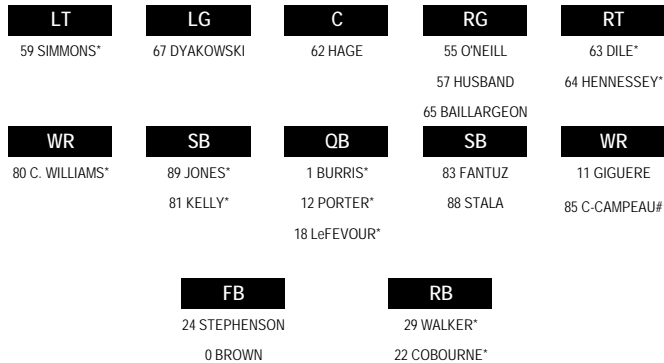 LT LG C RG RT
59 SIMMONS* 67 DYAKOWSKI 62 HAGE 55 O'NEILL 63 DILE*
57 HUSBAND 64 HENNESSEY*
65 BAILLARGEON
WR SB QB SB WR
80 C. WILLIAMS* 89 JONES* 1 BURRIS* 83 FANTUZ 11 GIGUERE
81 KELLY* 12 PORTER* 88 STALA 85 C-CAMPEAU#
18 LeFEVOUR*
FB RB
24 STEPHENSON 29 WALKER*
0 BROWN 22 COBOURNE*